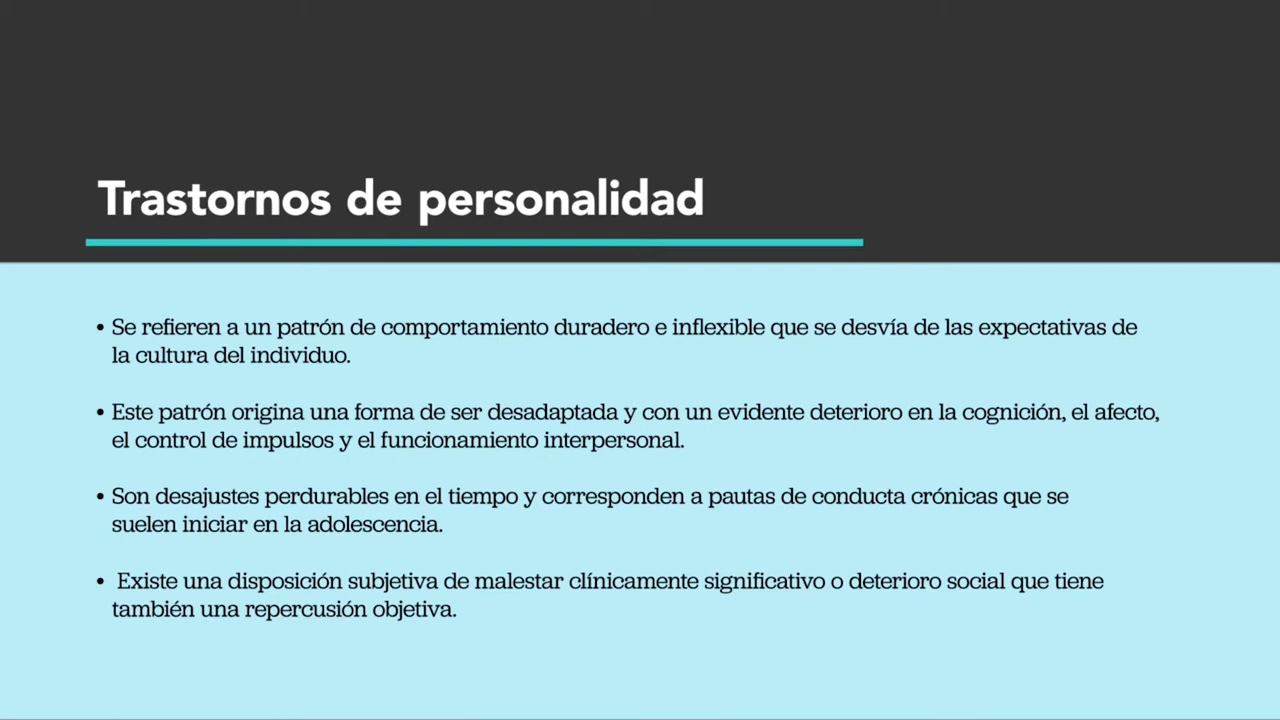 Trastornos de personalidad
• Se refieren a un patrón de comportamiento duradero e inflexible que se desvía de las expectativas de
la cultura del individuo.
• Este patrón origina una forma de ser desadaptada y con un evidente deterioro en la cognición, el afecto,
el control de impulsos y el funcionamiento interpersonal.
• Son desajustes perdurables en el tiempo y corresponden a pautas de conducta crónicas que se
suelen iniciar en la adolescencia.
• Existe una disposición subjetiva de malestar clínicamente significativo o deterioro social que tiene
también una repercusión objetiva.